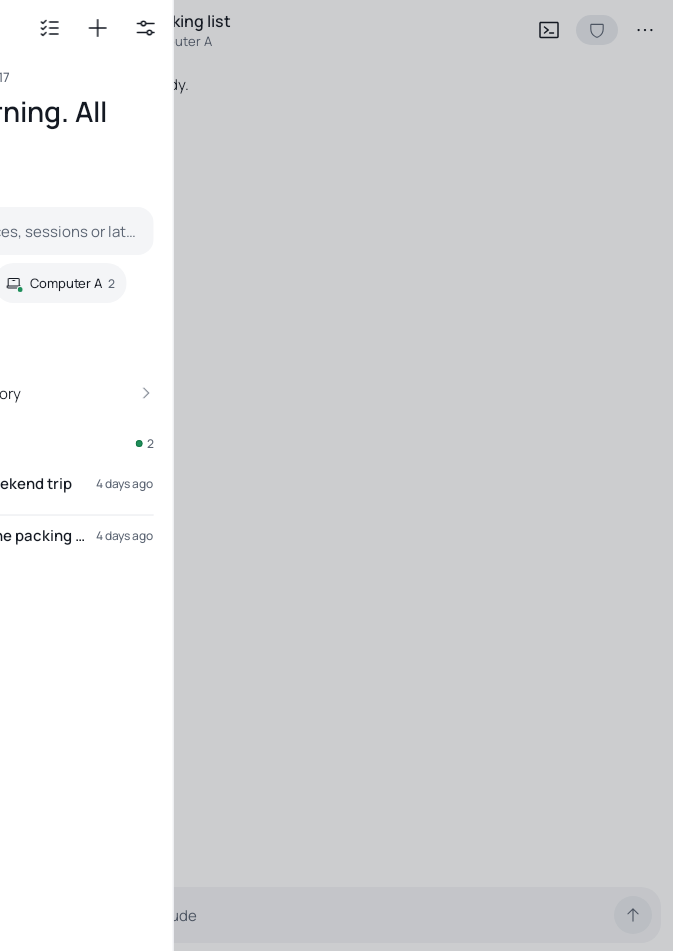 king list
uter A
17
dy.
rning. All
es, sessions or lat...
Computer A 2
ory
2
ekend trip 4 days ago
ne packing ... 4 days ago
ude